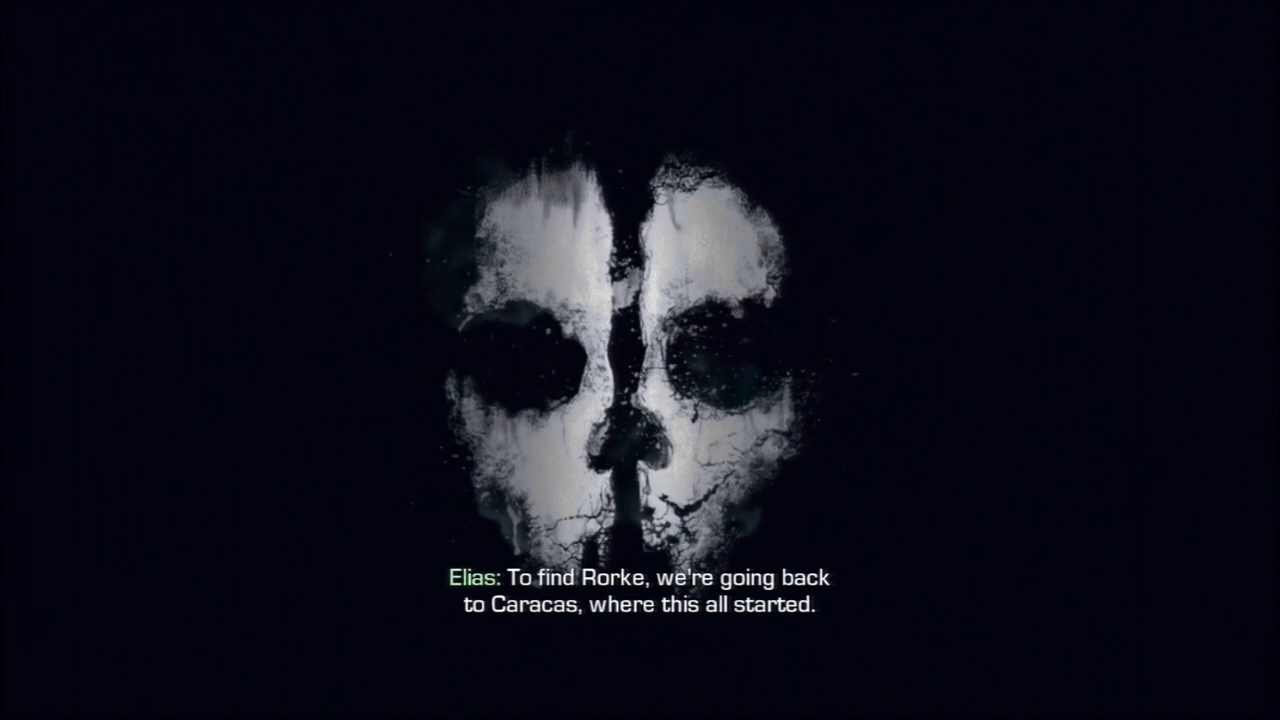 Elias: To find Rorke, we're going back
to Caracas, where this all started.